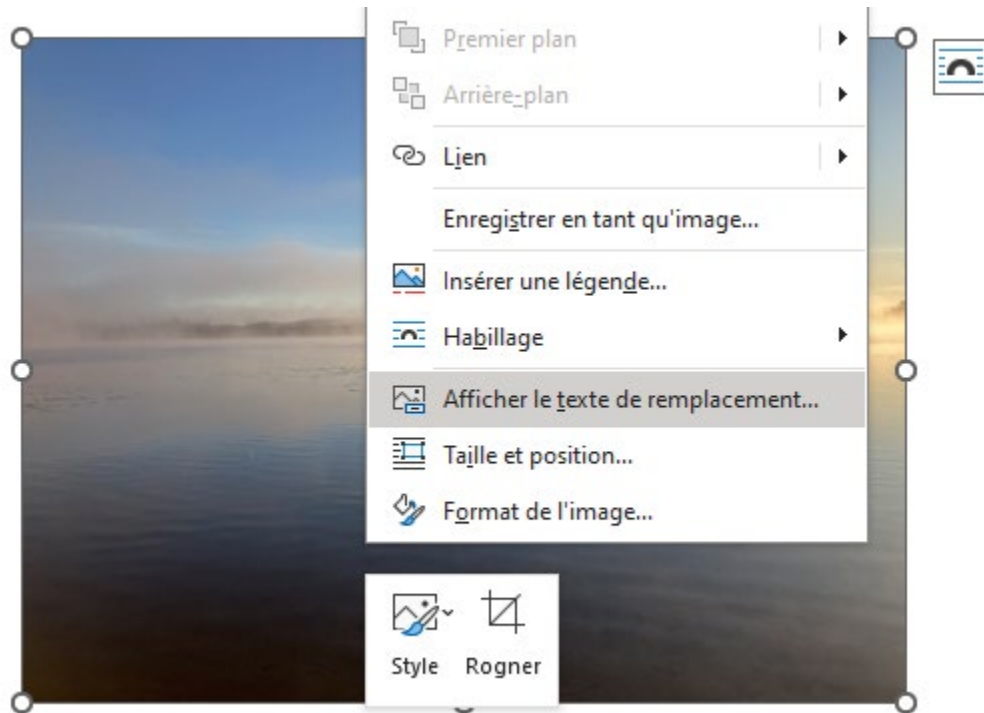 Premier plan
Arrière-plan
Lien
Enregistrer en tant qu'image...
Insérer une légende...
Habillage
Afficher le texte de remplacement...
Taille et position...
Format de l'image...
Style Rogner